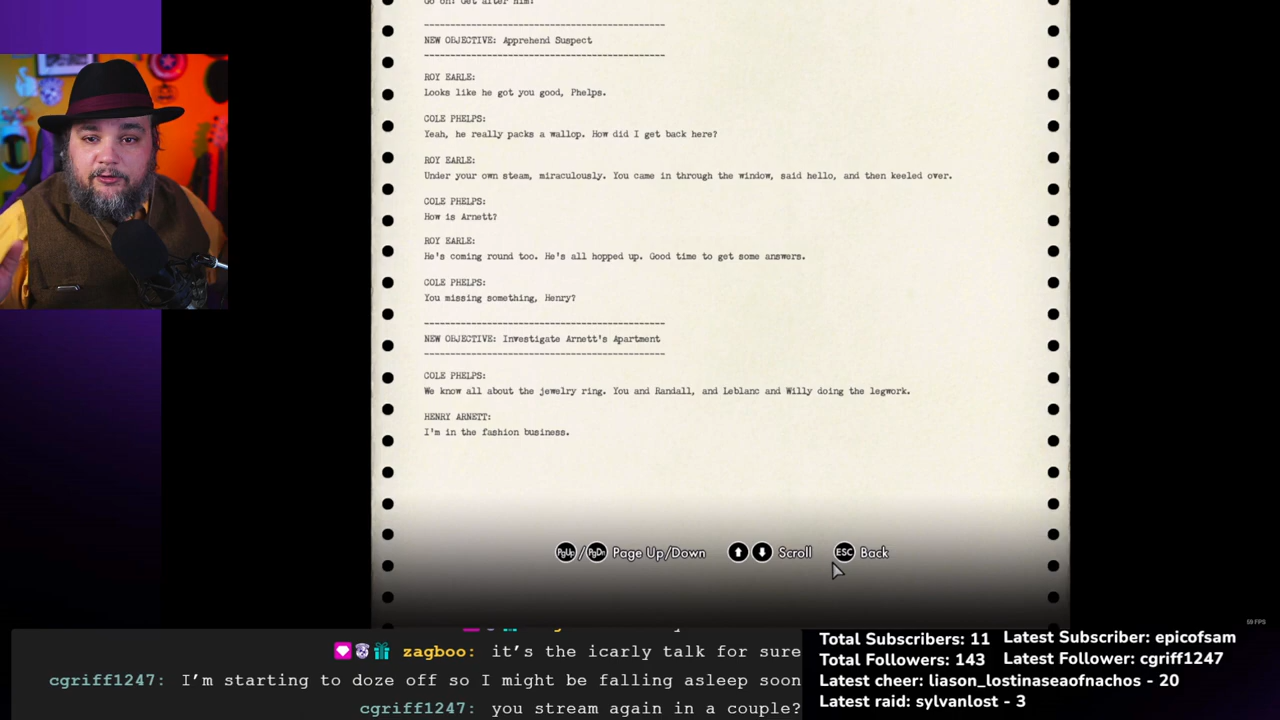 Go on! Get after him!
NEW OBJECTIVE: Apprehend Suspect
ROY EARLE:
Looks like he got you good, Phelps.
COLE PHELPS:
Yeah, he really packs a wallop. How did I get back here?
ROY EARLE:
Under your own steam, miraculously. You came in through the window, said hello, and then keeled over.
COLE PHELPS:
How is Arnett?
ROY EARLE:
He's coming round too. He's all hopped up. Good time to get some answers.
COLE PHELPS:
You missing something, Henry?
NEW OBJECTIVE: Investigate Arnett's Apartment
COLE PHELPS:
We know all about the jewelry ring. You and Randall, and Leblanc and Willy doing the legwork.
HENRY ARNETT:
I'm in the fashion business.
PgUp/PgDn Page Up/Down Scroll ESC Back
59 FPS
zagboo: it's the icarly talk for sure
cgriff1247: I'm starting to doze off so I might be falling asleep soon
cgriff1247: you stream again in a couple?
Total Subscribers: 11 Latest Subscriber: epicofsam
Total Followers: 143 Latest Follower: cgriff1247
Latest cheer: liason_lostinaseaofnachos - 20
Latest raid: sylvanlost - 3